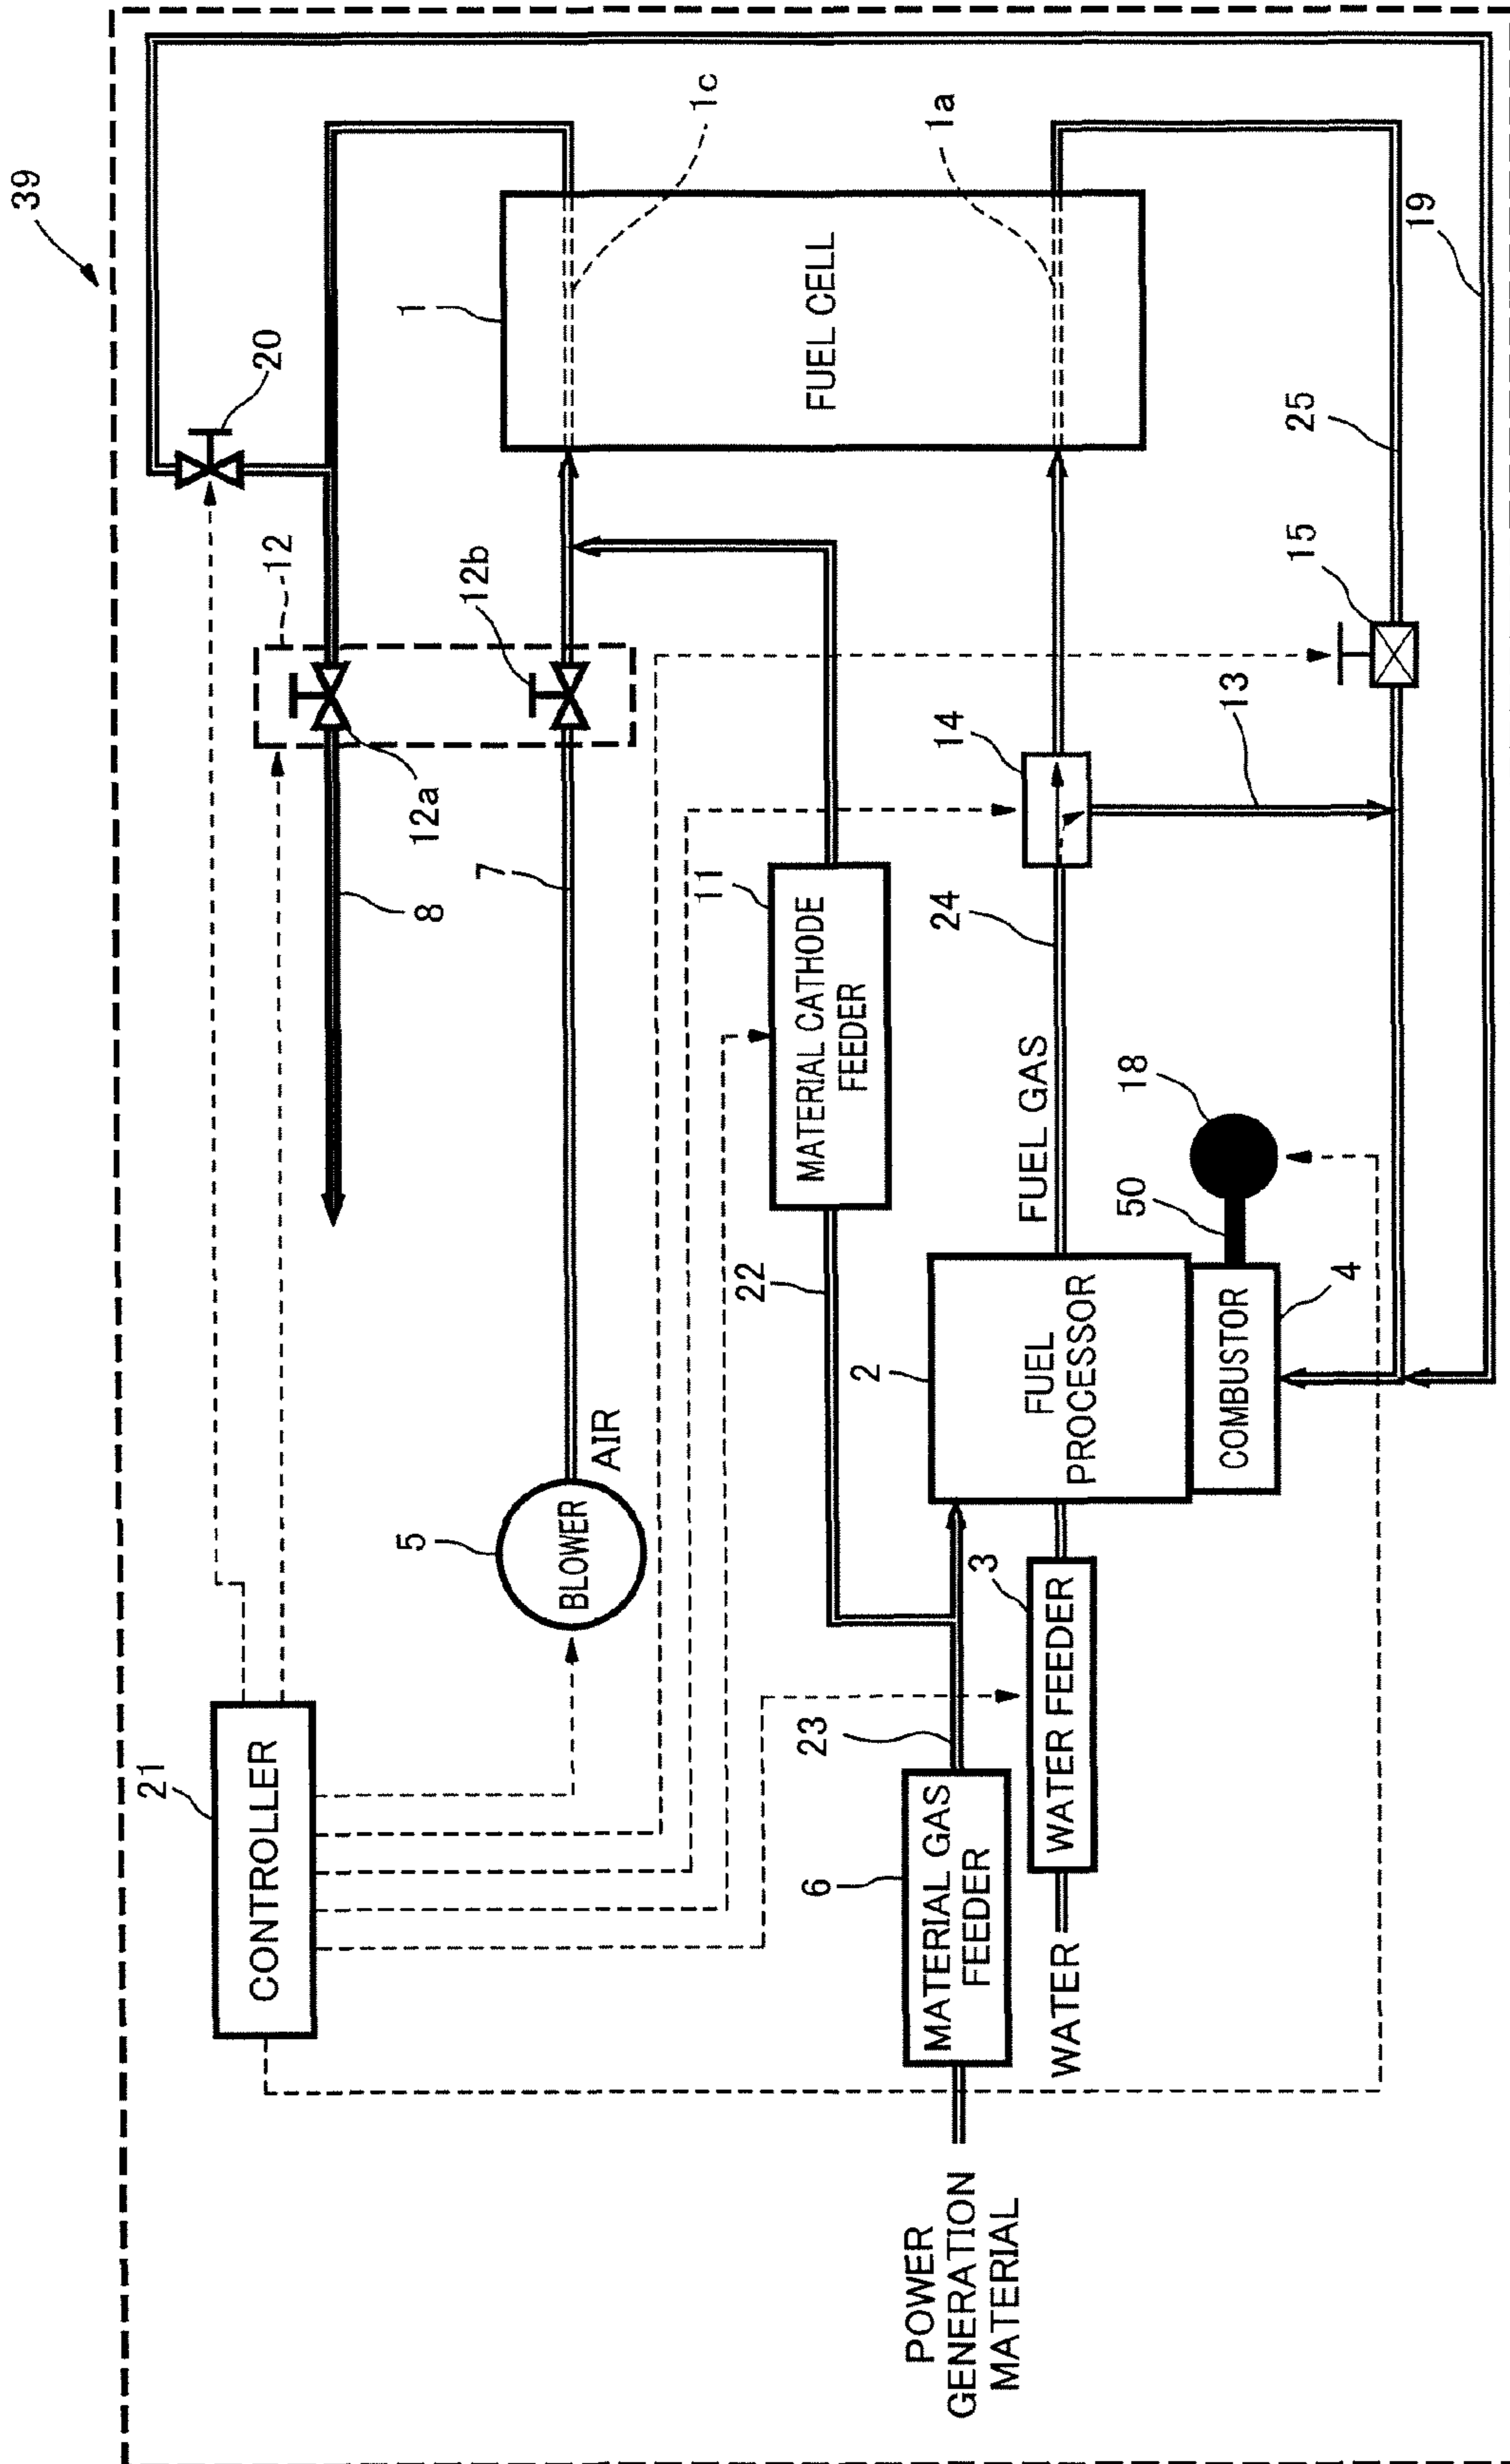 39
21
CONTROLLER
20
12
12a
8
12b
7
5
BLOWER
AIR
1
FUEL CELL
1c
1a
11
MATERIAL CATHODE
FEEDER
22
14
24
13
15
25
19
FUEL GAS
18
50
4
2
FUEL
PROCESSOR
COMBUSTOR
3
WATER FEEDER
WATER
23
6
MATERIAL GAS
FEEDER
POWER
GENERATION
MATERIAL